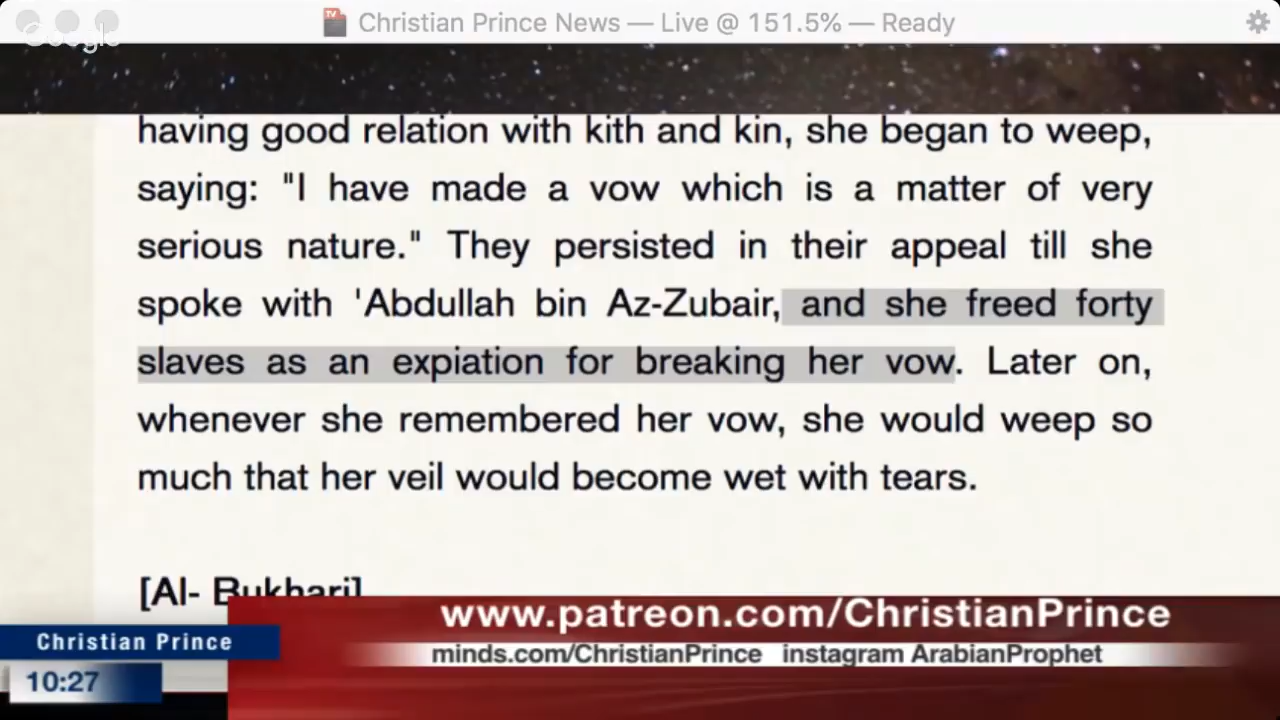 Christian Prince News — Live @ 151.5% — Ready
Google
having good relation with kith and kin, she began to weep,
saying: "I have made a vow which is a matter of very
serious nature." They persisted in their appeal till she
spoke with 'Abdullah bin Az-Zubair, and she freed forty
slaves as an expiation for breaking her vow. Later on,
whenever she remembered her vow, she would weep so
much that her veil would become wet with tears.
[Al- Bukhari]
www.patreon.com/ChristianPrince
Christian Prince
minds.com/ChristianPrince instagram ArabianProphet
10:27